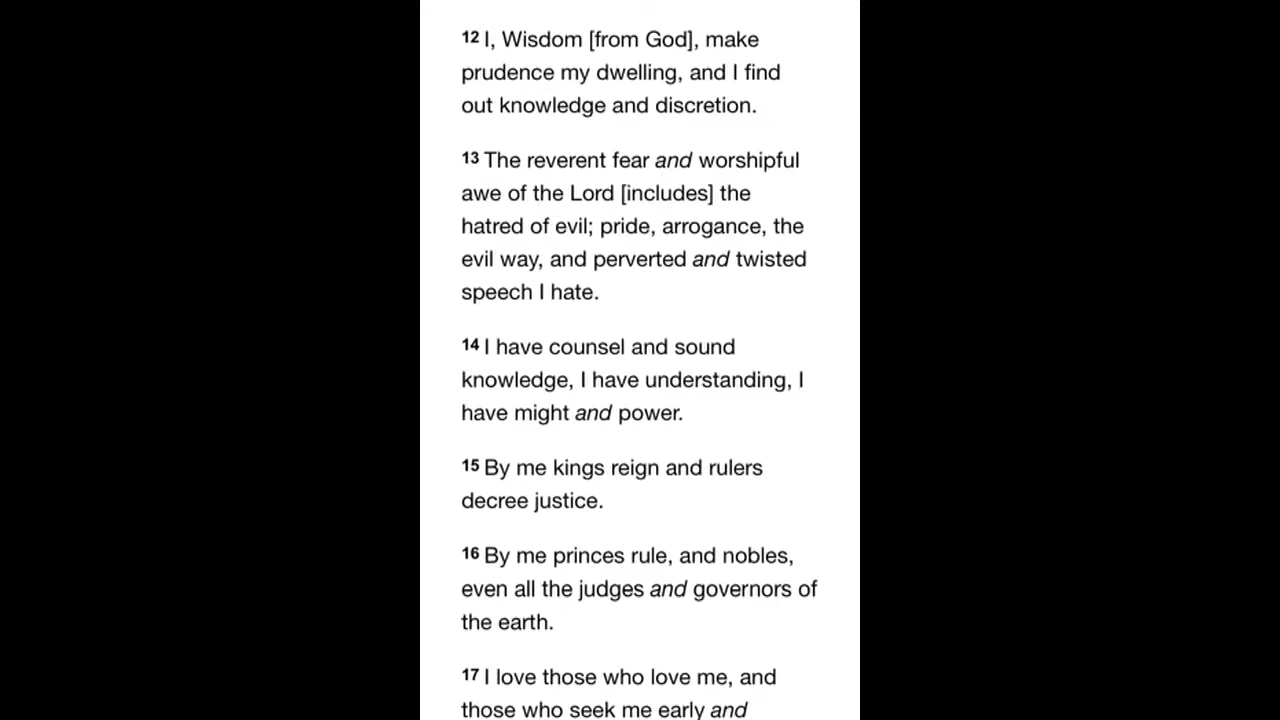 12 I, Wisdom [from God], make
prudence my dwelling, and I find
out knowledge and discretion.
13 The reverent fear and worshipful
awe of the Lord [includes] the
hatred of evil; pride, arrogance, the
evil way, and perverted and twisted
speech I hate.
14 I have counsel and sound
knowledge, I have understanding, I
have might and power.
15 By me kings reign and rulers
decree justice.
16 By me princes rule, and nobles,
even all the judges and governors of
the earth.
17 I love those who love me, and
those who seek me early and